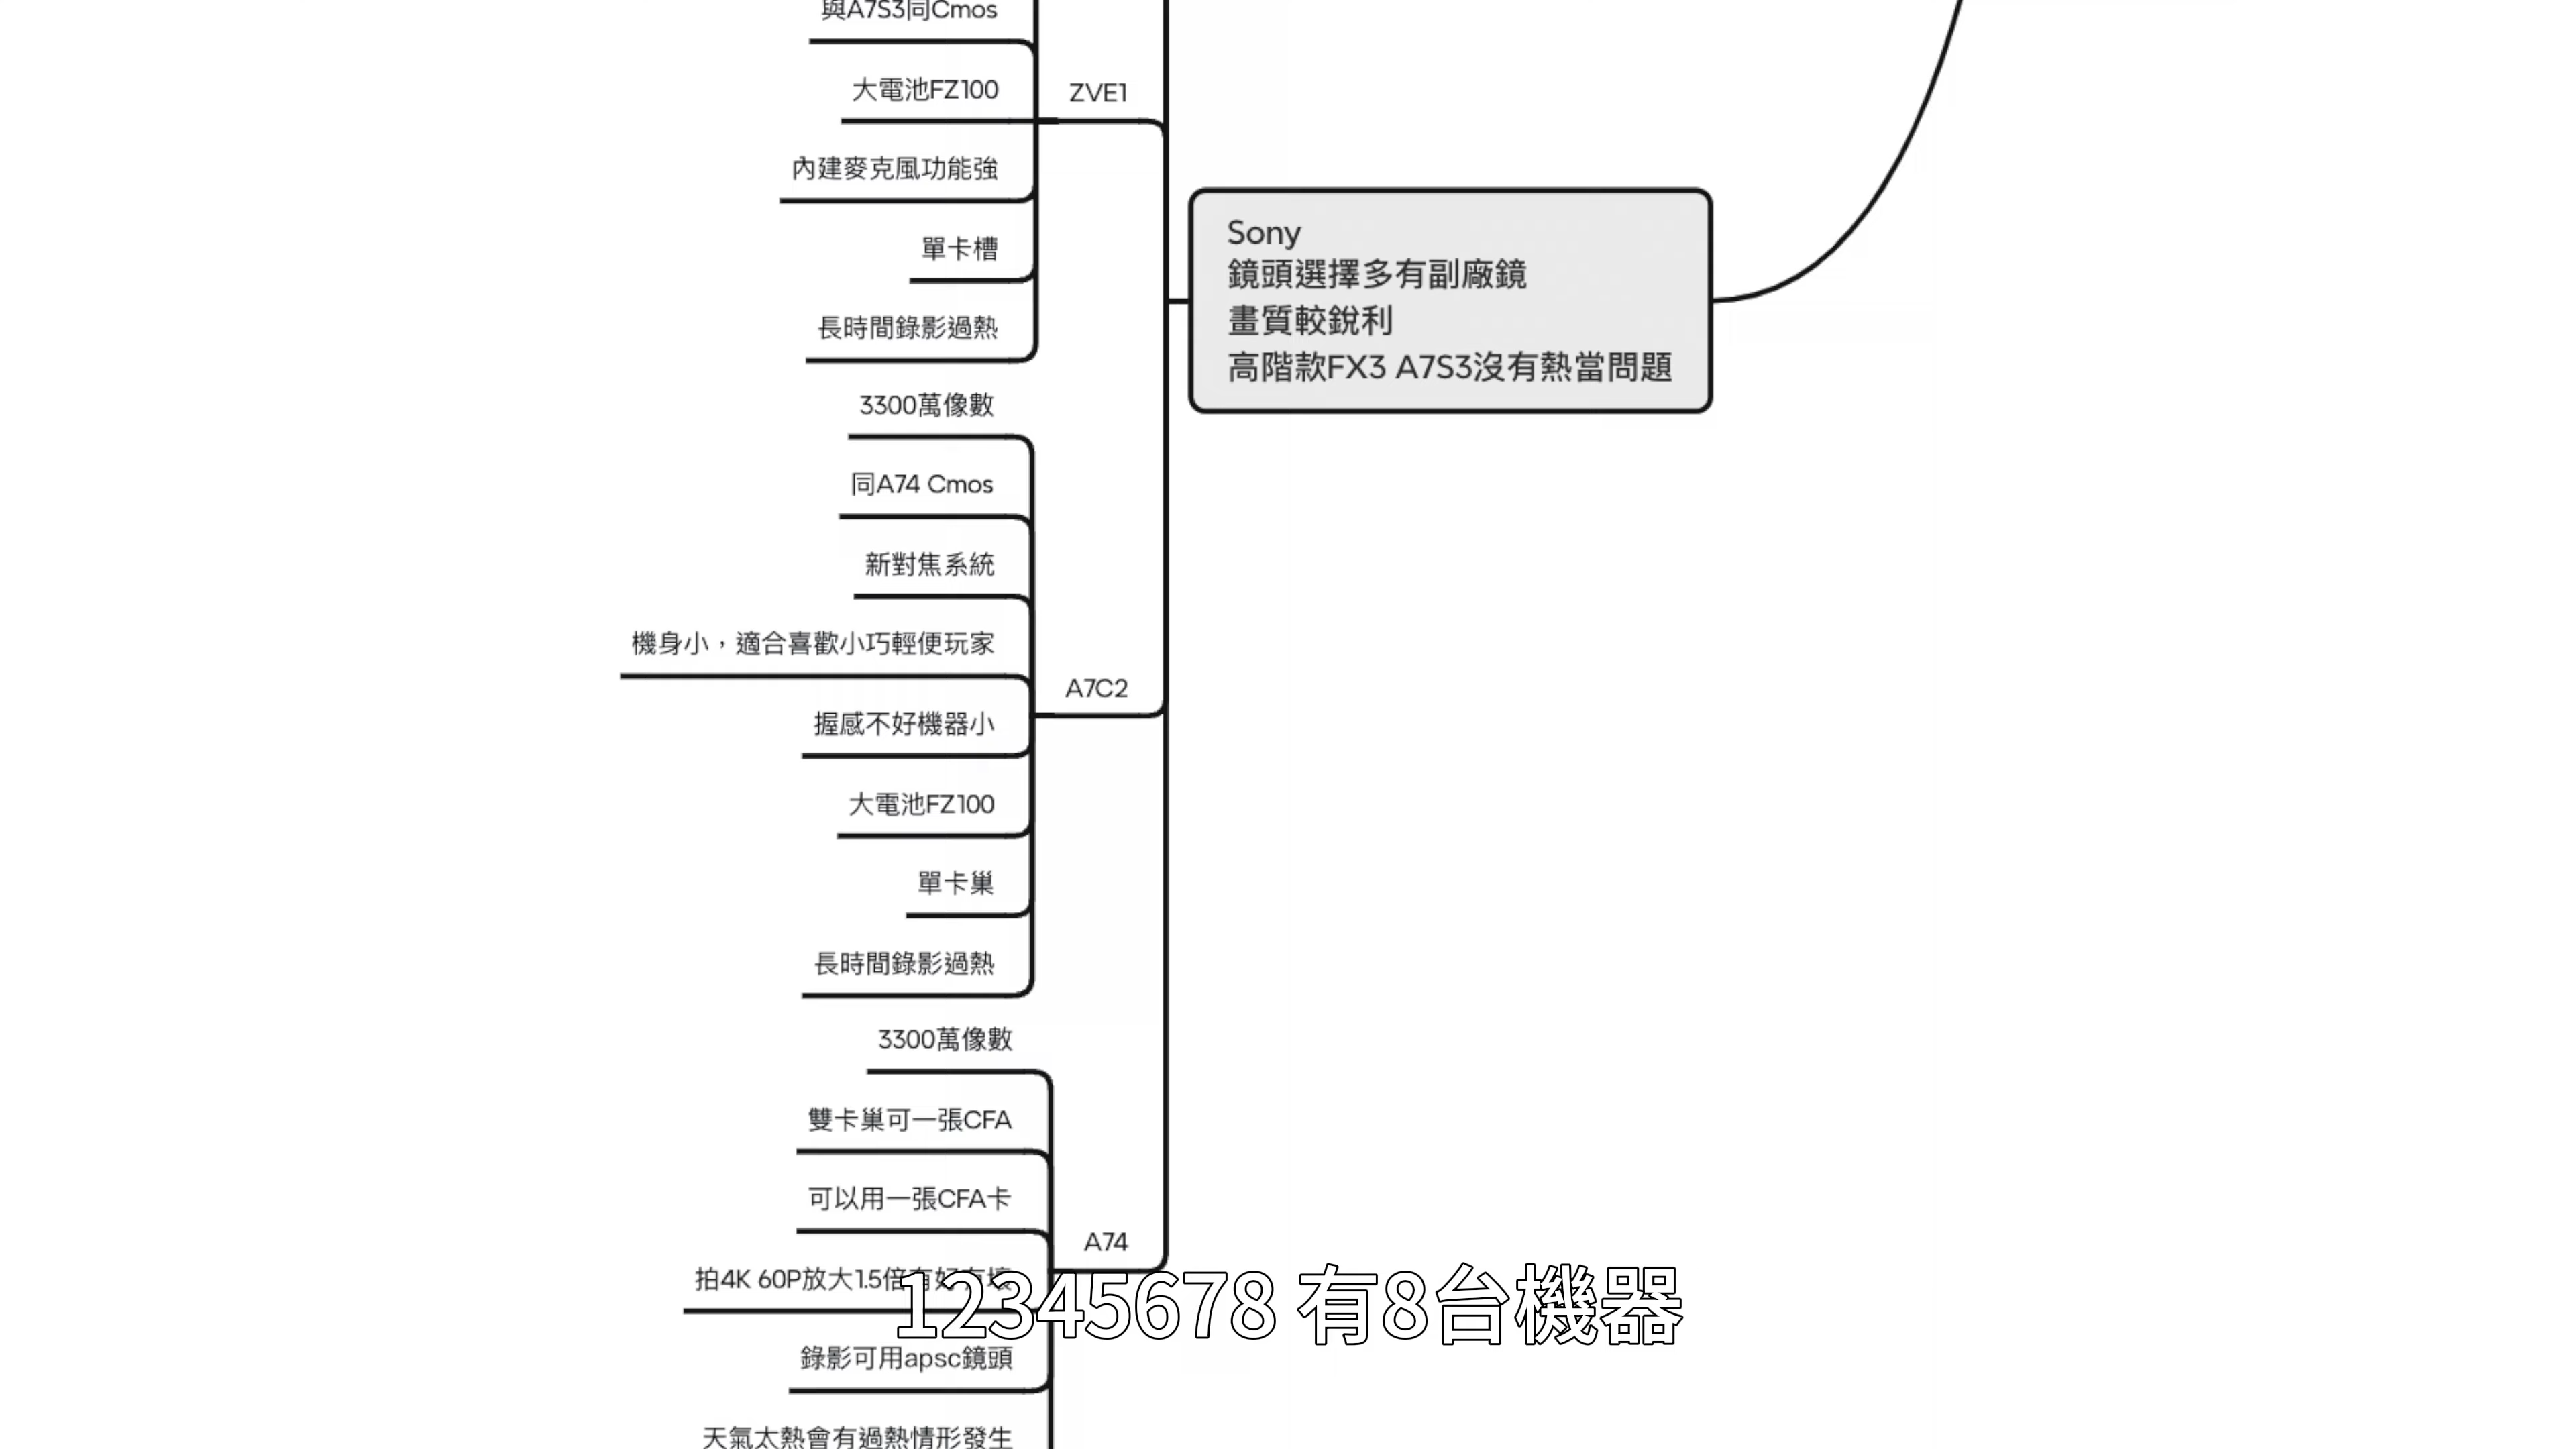 與A7S3同Cmos
大電池FZ100
ZVE1
內建麥克風功能強
單卡槽
長時間錄影過熱
Sony
鏡頭選擇多有副廠鏡
畫質較銳利
高階款FX3 A7S3沒有熱當問題
3300萬像數
同A74 Cmos
新對焦系統
機身小，適合喜歡小巧輕便玩家
握感不好機器小
A7C2
大電池FZ100
單卡巢
長時間錄影過熱
3300萬像數
雙卡巢可一張CFA
可以用一張CFA卡
A74
拍4K 60P放大1.5倍有好有壞
12345678 有8台機器
錄影可用apsc鏡頭
天氣太熱會有過熱情形發生